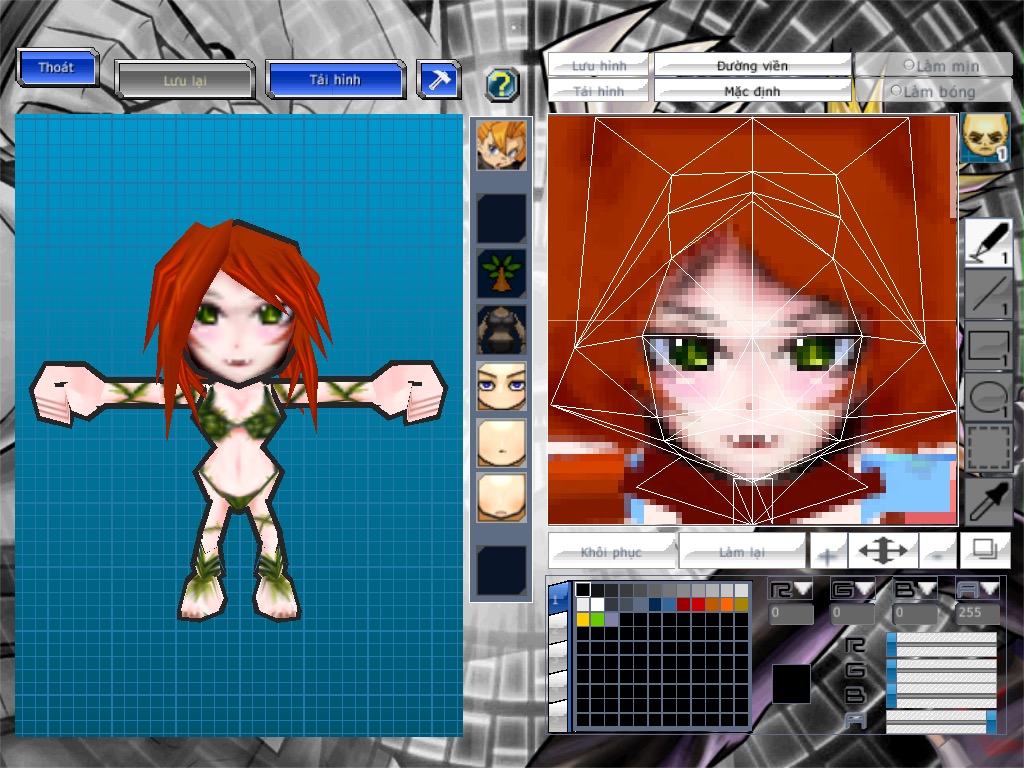 Thoát
Lưu lại
Tải hình
Lưu hình
Đường viền
Làm mịn
Tải hình
Mặc định
Làm bóng
1
1
1
1
1
Khôi phục
Làm lại
1
R
G
B
A
0
0
0
255
R
G
B
A